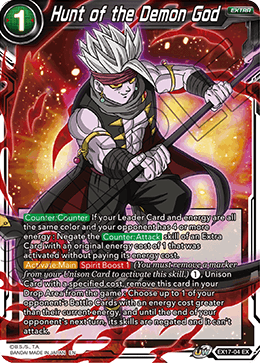 1
Hunt of the Demon God
EXTRA
Counter:Counter If your Leader Card and energy are all
the same color and your opponent has 4 or more
energy : Negate the Counter:Attack skill of an Extra
Card with an original energy cost of 1 that was
activated without paying its energy cost.
Activate Main Spirit Boost 1 (You must remove a marker
from your Unison Card to activate this skill.) 1, Unison
Card with a specified cost, remove this card in your
Drop Area from the game : Choose up to 1 of your
opponent's Battle Cards with an energy cost greater
than their current energy, and until the end of your
opponent's next turn, its skills are negated and it can't
attack.
EX17-04 EX